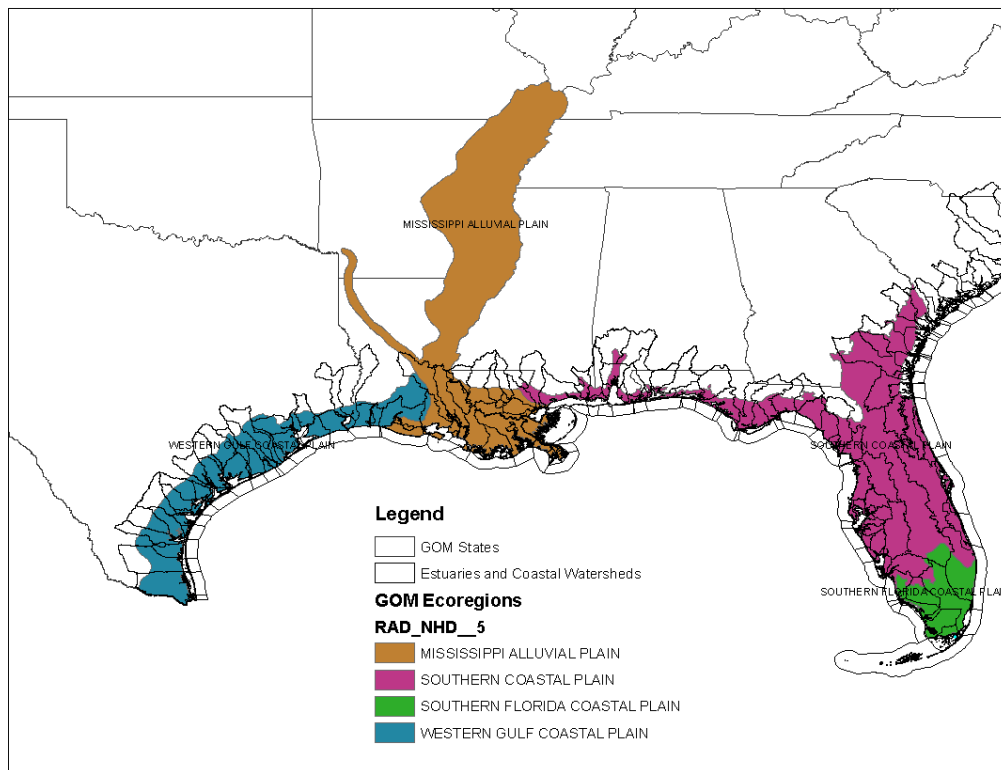 MISSISSIPPI ALLUVIAL PLAIN
WESTERN GULF COASTAL PLAIN
SOUTHERN COASTAL PLAIN
SOUTHERN FLORIDA COASTAL PLAI
Legend
GOM States
Estuaries and Coastal Watersheds
GOM Ecoregions
RAD_NHD__5
MISSISSIPPI ALLUVIAL PLAIN
SOUTHERN COASTAL PLAIN
SOUTHERN FLORIDA COASTAL PLAIN
WESTERN GULF COASTAL PLAIN